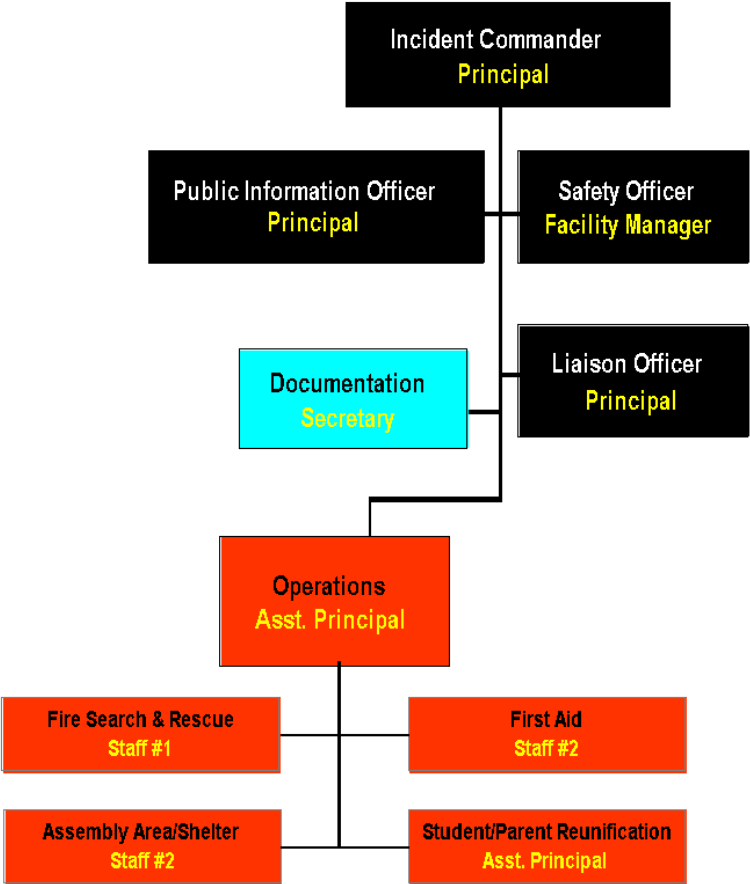 Incident Commander
Principal
Public Information Officer
Principal
Safety Officer
Facility Manager
Liaison Officer
Principal
Documentation
Secretary
Operations
Asst. Principal
Fire Search & Rescue
Staff #1
First Aid
Staff #2
Assembly Area/Shelter
Staff #2
Student/Parent Reunification
Asst. Principal